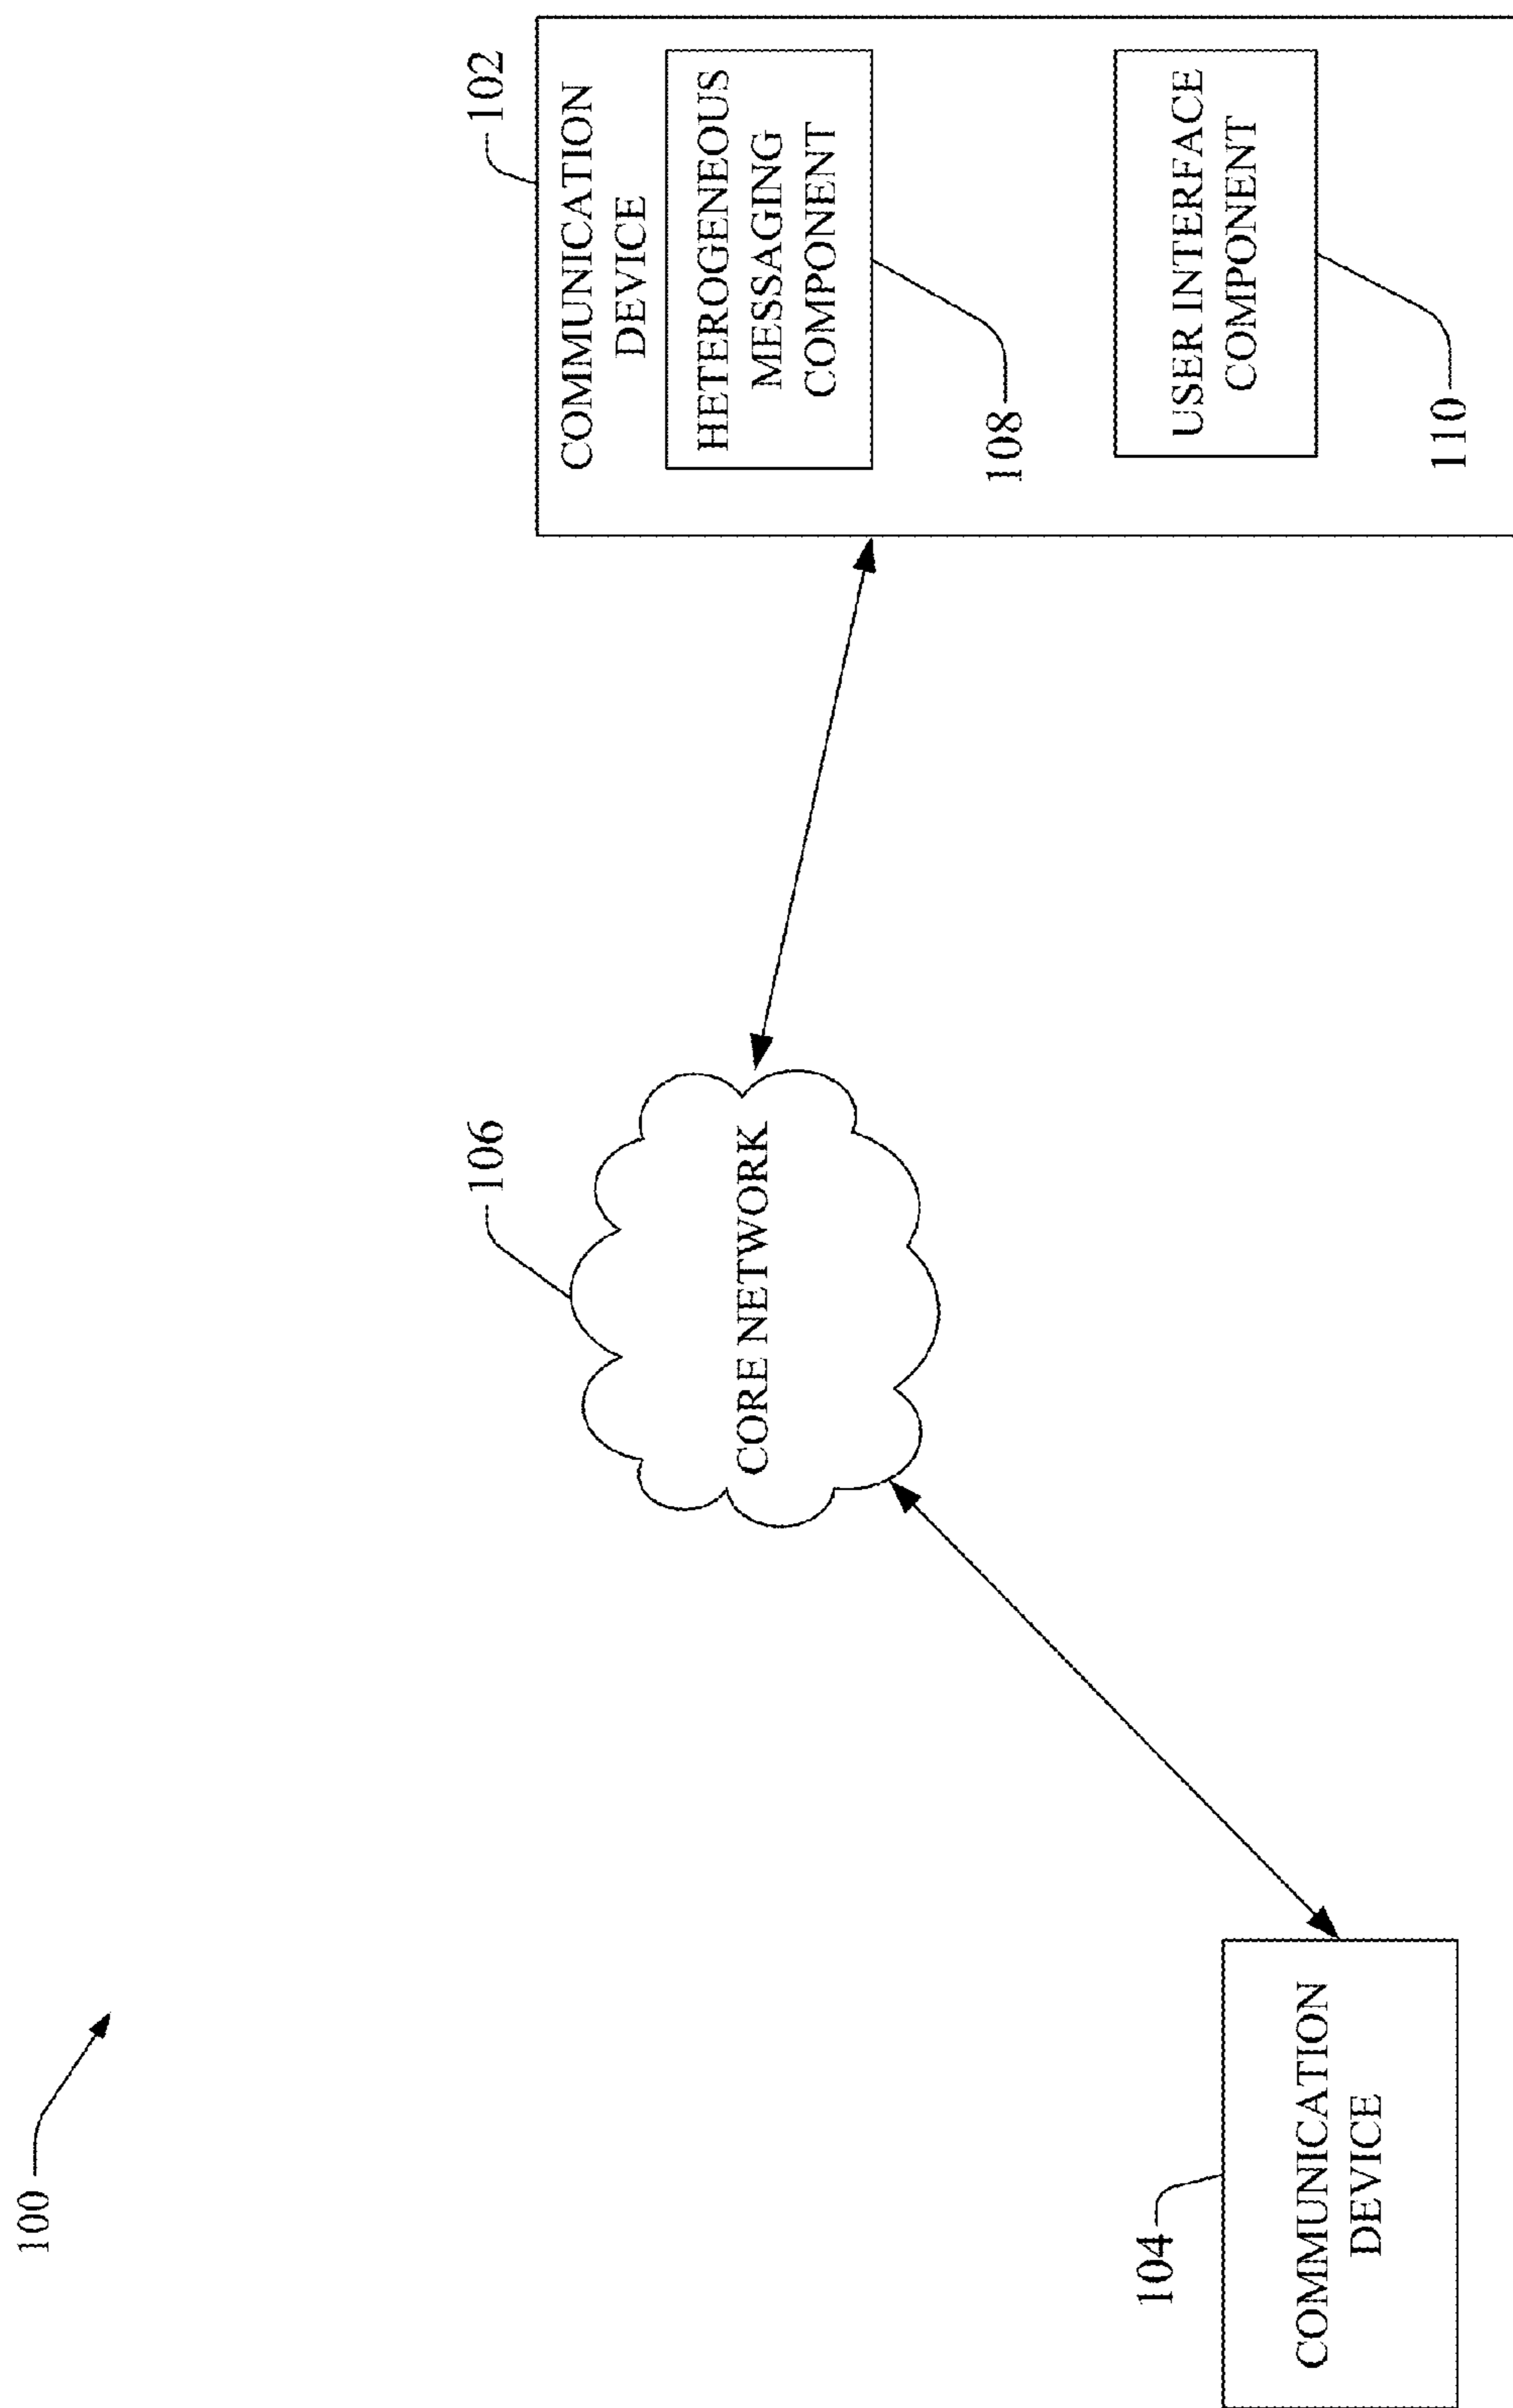 100
102
COMMUNICATION
DEVICE
HETEROGENEOUS
MESSAGING
COMPONENT
108
USER INTERFACE
COMPONENT
110
106
CORE NETWORK
104
COMMUNICATION
DEVICE